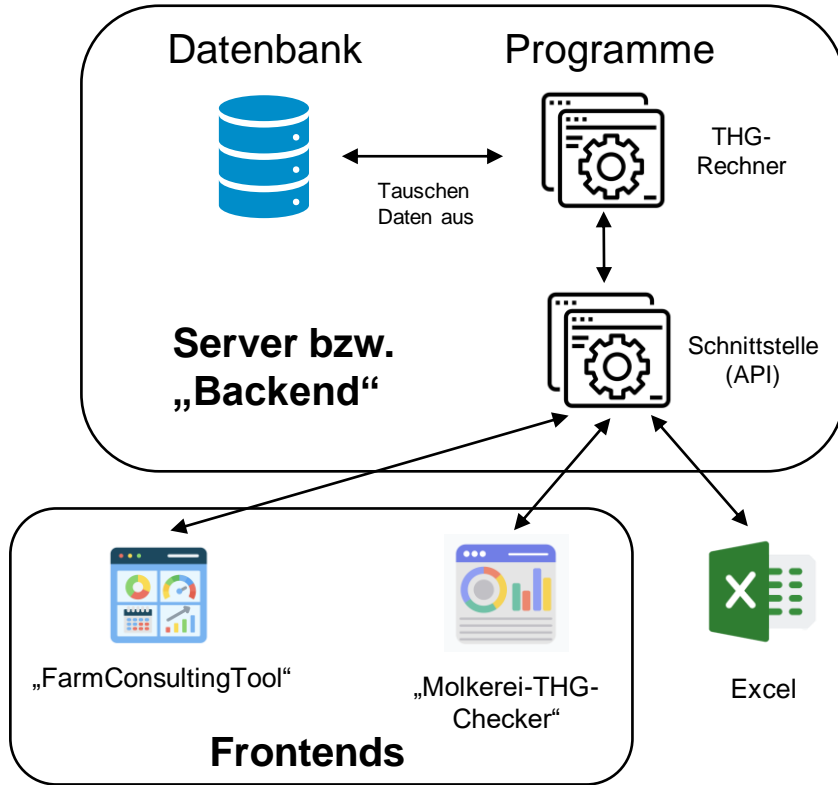 Datenbank
Programme
THG-
Rechner
Tauschen
Daten aus
Server bzw.
„Backend“
Schnittstelle
(API)
„FarmConsultingTool“
„Molkerei-THG-
Checker“
X
Excel
Frontends